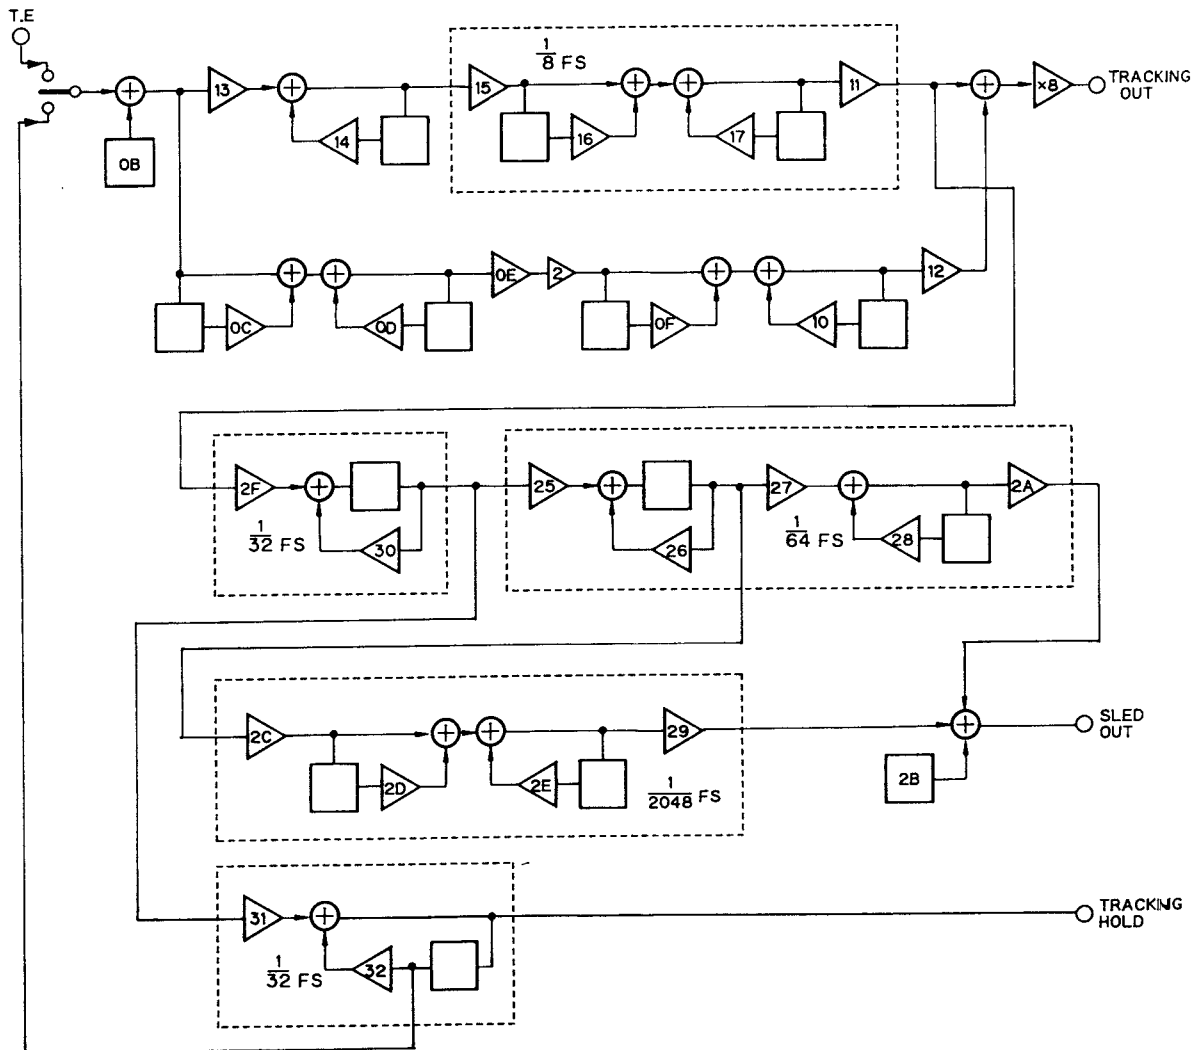 T.E
1/8 FS
13
15
11
×8
TRACKING
OUT
14
16
17
0B
0E
2
12
0C
0D
0F
10
2F
25
27
2A
1/32 FS
30
26
1/64 FS
28
2C
29
SLED
OUT
2D
2E
1/2048 FS
2B
31
TRACKING
HOLD
1/32 FS
32